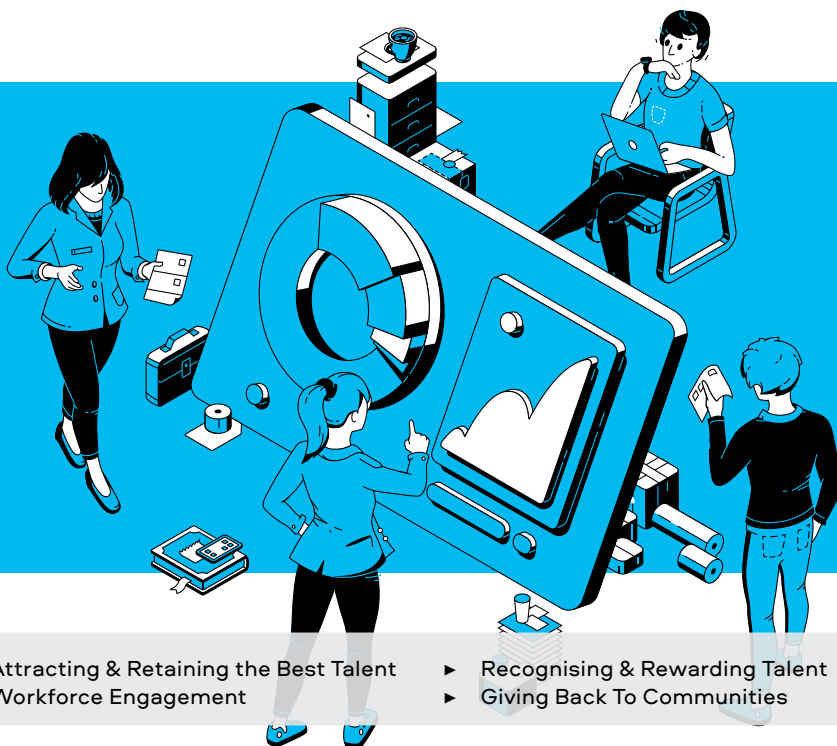 Attracting & Retaining the Best Talent
Workforce Engagement
► Recognising & Rewarding Talent
► Giving Back To Communities